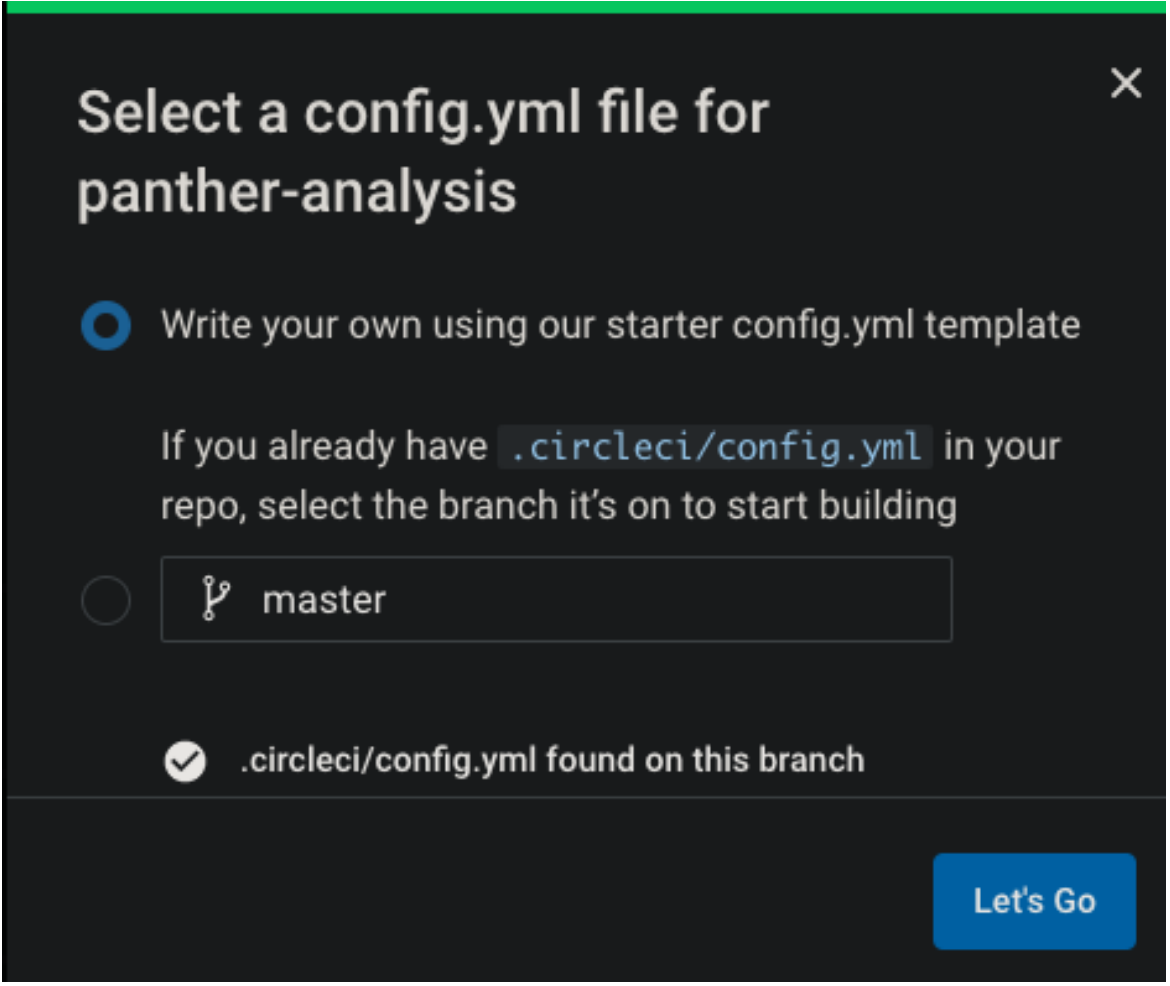 Select a config.yml file for
panther-analysis
Write your own using our starter config.yml template
If you already have .circleci/config.yml in your
repo, select the branch it’s on to start building
master
.circleci/config.yml found on this branch
Let's Go